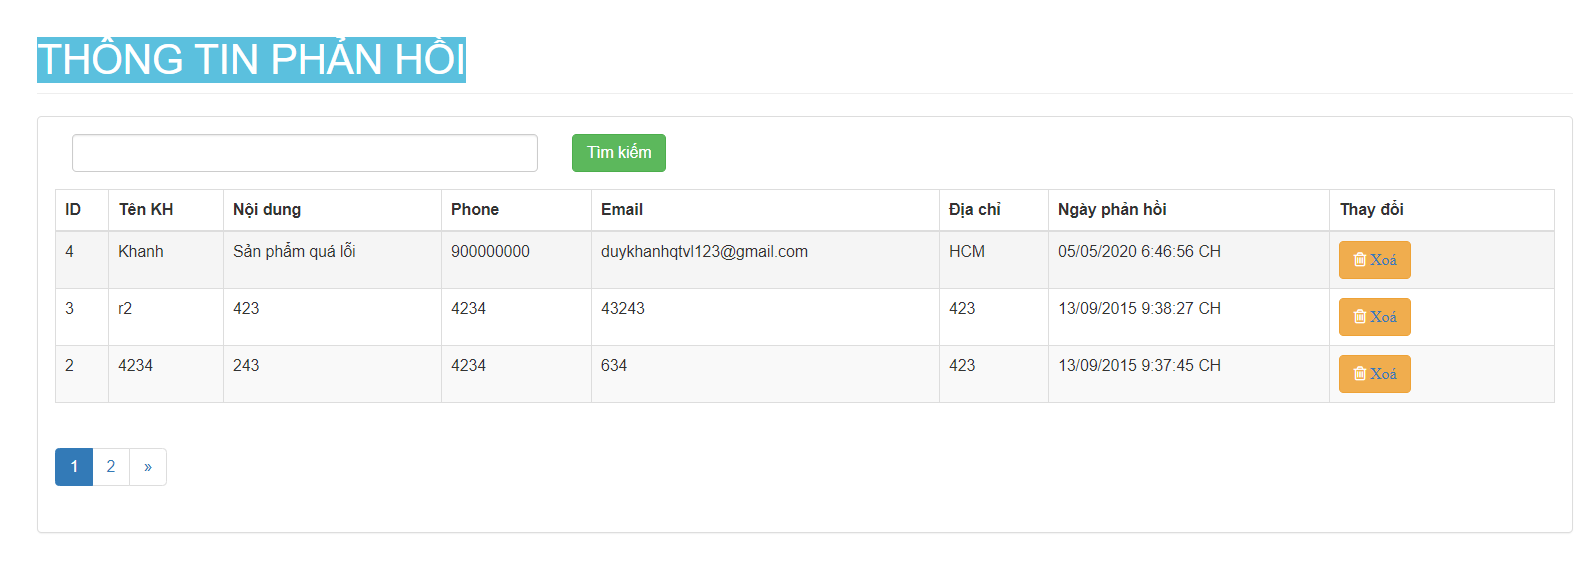 THÔNG TIN PHẢN HỒI
Tìm kiếm
ID Tên KH Nội dung Phone Email Địa chỉ Ngày phản hồi Thay đổi
4 Khanh Sản phẩm quá lỗi 900000000 duykhanhqtvl123@gmail.com HCM 05/05/2020 6:46:56 CH Xoá
3 r2 423 4234 43243 423 13/09/2015 9:38:27 CH Xoá
2 4234 243 4234 634 423 13/09/2015 9:37:45 CH Xoá
1 2 »